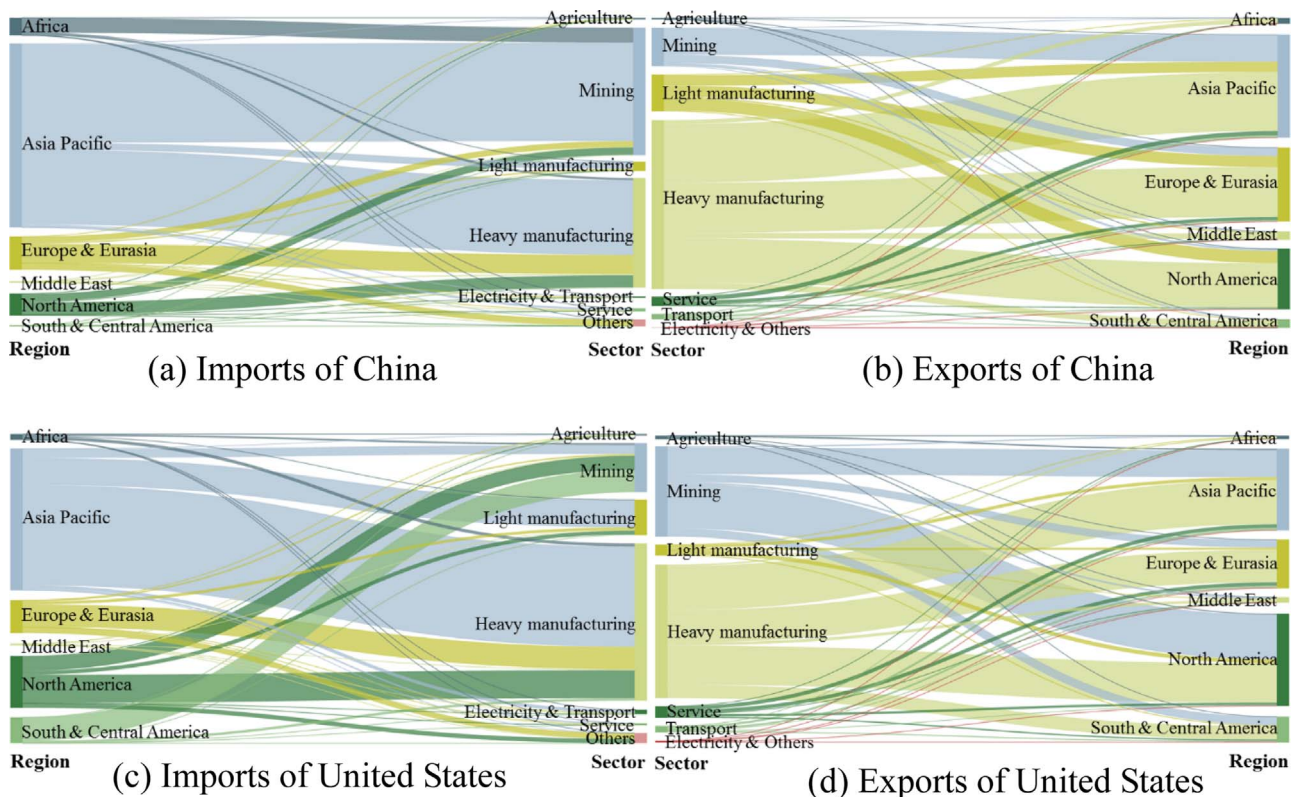 Africa
Asia Pacific
Europe & Eurasia
Middle East
North America
South & Central America
Region
Agriculture
Mining
Light manufacturing
Heavy manufacturing
Electricity & Transport
Service
Others
Sector
(a) Imports of China
Agriculture
Mining
Light manufacturing
Heavy manufacturing
Service
Transport
Electricity & Others
Sector
Africa
Asia Pacific
Europe & Eurasia
Middle East
North America
South & Central America
Region
(b) Exports of China
Africa
Asia Pacific
Europe & Eurasia
Middle East
North America
South & Central America
Region
Agriculture
Mining
Light manufacturing
Heavy manufacturing
Electricity & Transport
Service
Others
Sector
(c) Imports of United States
Agriculture
Mining
Light manufacturing
Heavy manufacturing
Service
Transport
Electricity & Others
Sector
Africa
Asia Pacific
Europe & Eurasia
Middle East
North America
South & Central America
Region
(d) Exports of United States